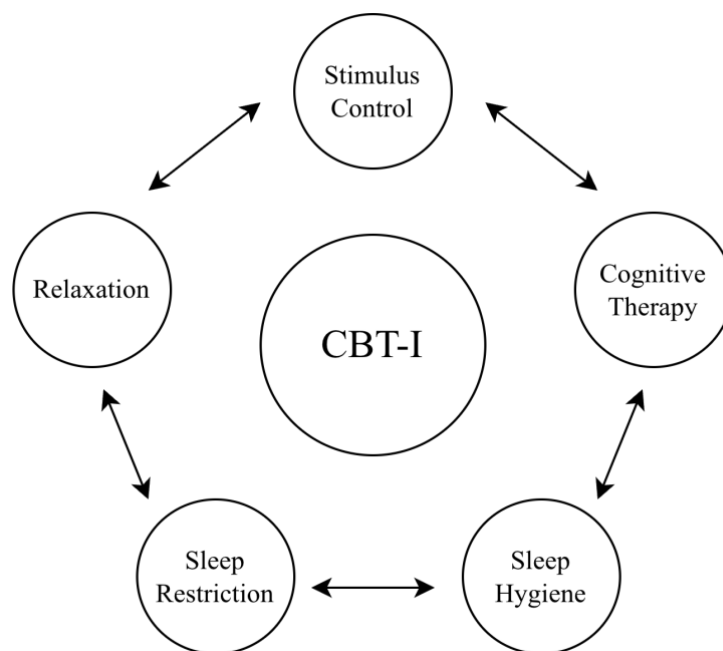 Stimulus
Control
Relaxation
Cognitive
Therapy
CBT-I
Sleep
Restriction
Sleep
Hygiene